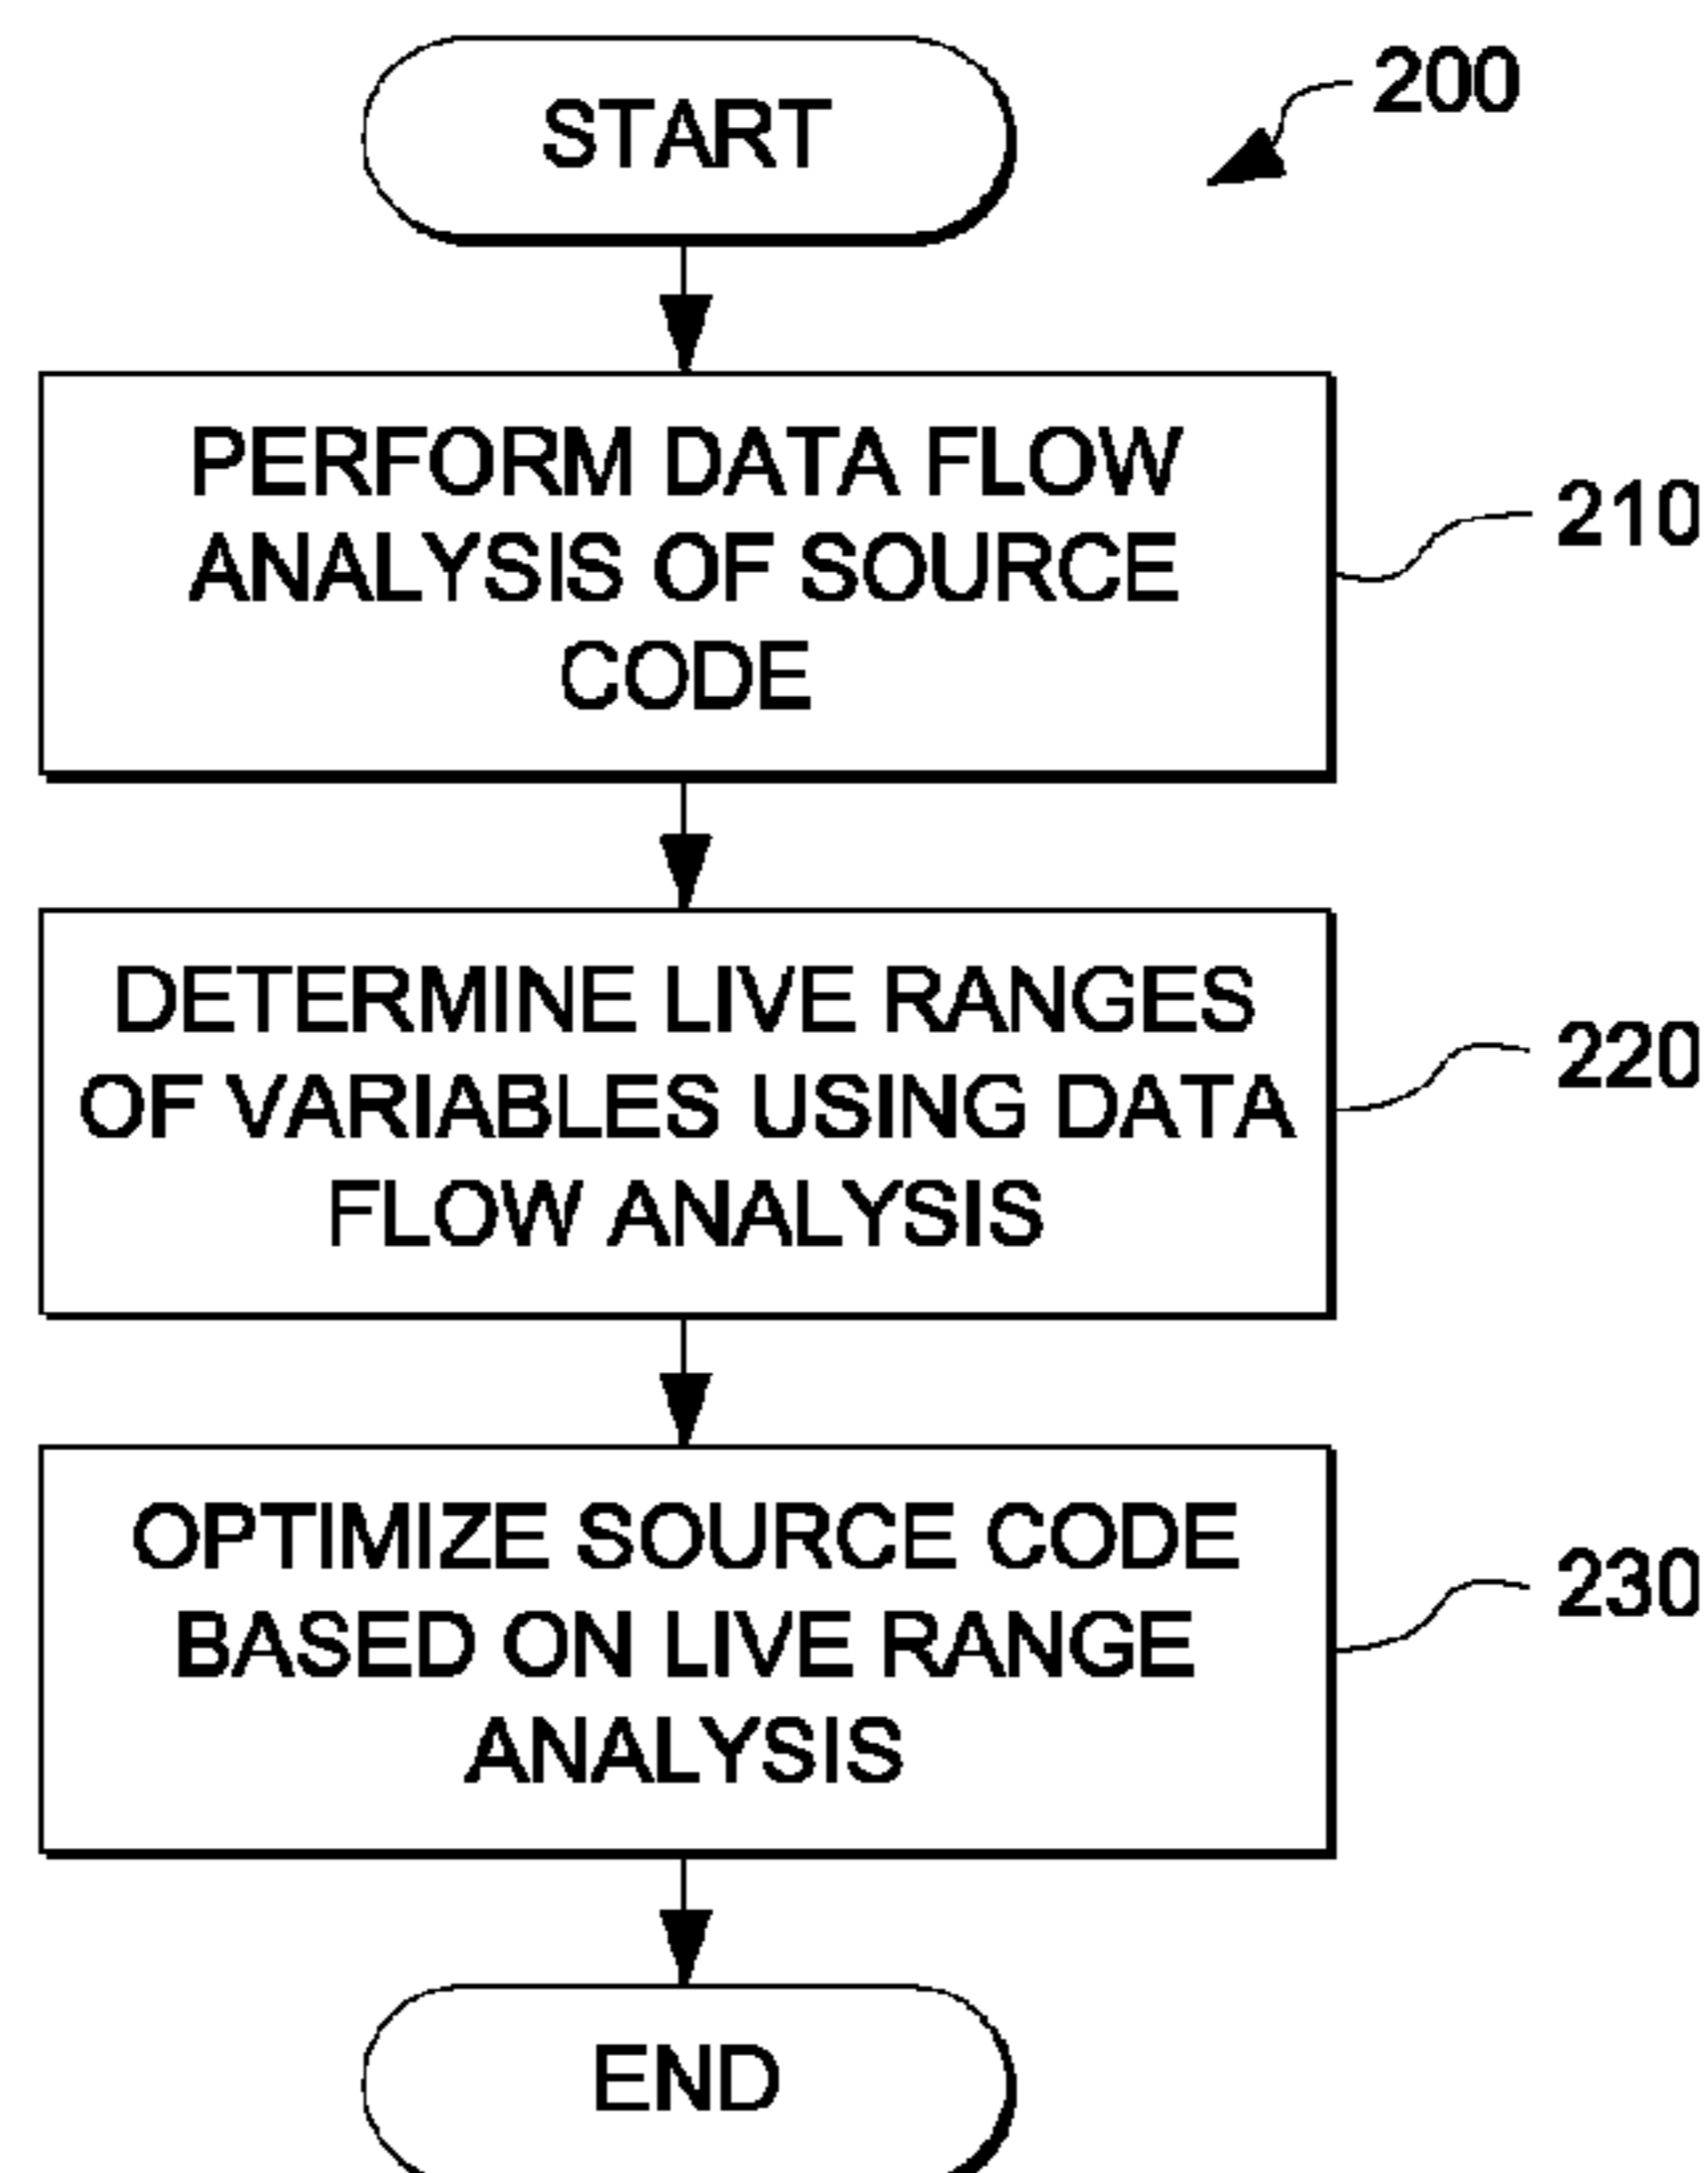 START
200
PERFORM DATA FLOW
ANALYSIS OF SOURCE
CODE
210
DETERMINE LIVE RANGES
OF VARIABLES USING DATA
FLOW ANALYSIS
220
OPTIMIZE SOURCE CODE
BASED ON LIVE RANGE
ANALYSIS
230
END